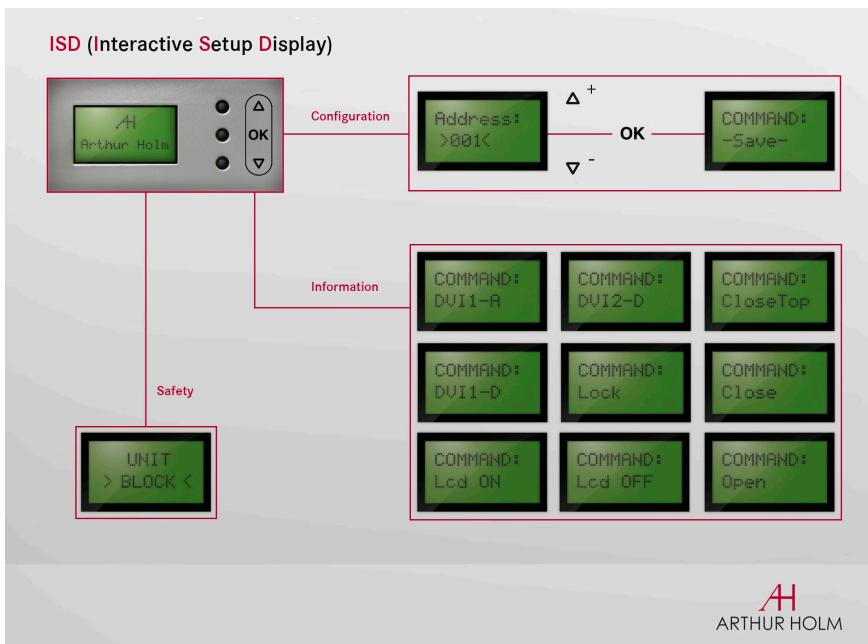 ISD (Interactive Setup Display)
AH
Arthur Holm
OK
Configuration
Address:
>001<
+
OK
-
COMMAND:
-Save-
Information
COMMAND:
DVI1-A
COMMAND:
DVI2-D
COMMAND:
CloseTop
COMMAND:
DVI1-D
COMMAND:
Lock
COMMAND:
Close
COMMAND:
Lcd ON
COMMAND:
Lcd OFF
COMMAND:
Open
Safety
UNIT
> BLOCK <
AH
ARTHUR HOLM